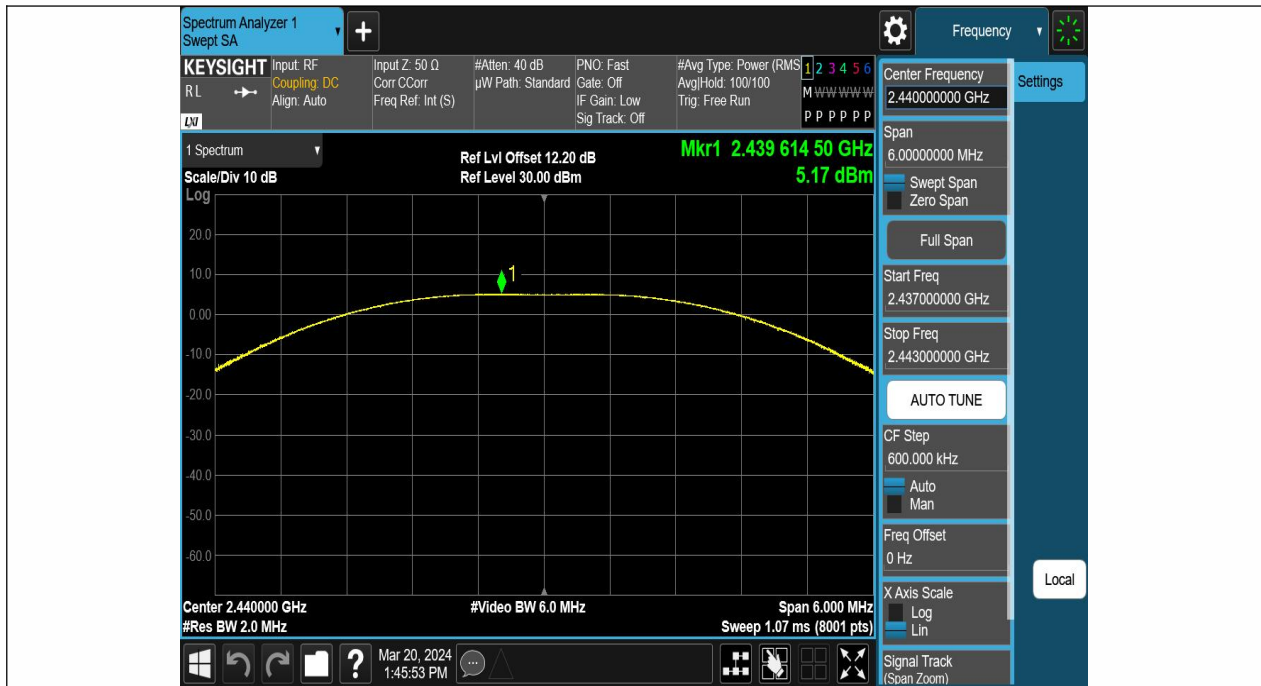 Spectrum Analyzer 1
Swept SA
+
Frequency
KEYSIGHT
R L
LXI
Input: RF
Coupling: DC
Align: Auto
Input Z: 50 Ω
Corr CCorr
Freq Ref: Int (S)
#Atten: 40 dB
µW Path: Standard
PNO: Fast
Gate: Off
IF Gain: Low
Sig Track: Off
#Avg Type: Power (RMS
Avg|Hold: 100/100
Trig: Free Run
1 2 3 4 5 6
M W W W W W
P P P P P P
1 Spectrum
Scale/Div 10 dB
Ref Lvl Offset 12.20 dB
Ref Level 30.00 dBm
Mkr1 2.439 614 50 GHz
5.17 dBm
Log
20.0
10.0
0.00
-10.0
-20.0
-30.0
-40.0
-50.0
-60.0
1
Center 2.440000 GHz
#Video BW 6.0 MHz
Span 6.000 MHz
#Res BW 2.0 MHz
Sweep 1.07 ms (8001 pts)
?
Mar 20, 2024
1:45:53 PM
Center Frequency
2.440000000 GHz
Settings
Span
6.00000000 MHz
Swept Span
Zero Span
Full Span
Start Freq
2.437000000 GHz
Stop Freq
2.443000000 GHz
AUTO TUNE
CF Step
600.000 kHz
Auto
Man
Freq Offset
0 Hz
Local
X Axis Scale
Log
Lin
Signal Track
(Span Zoom)